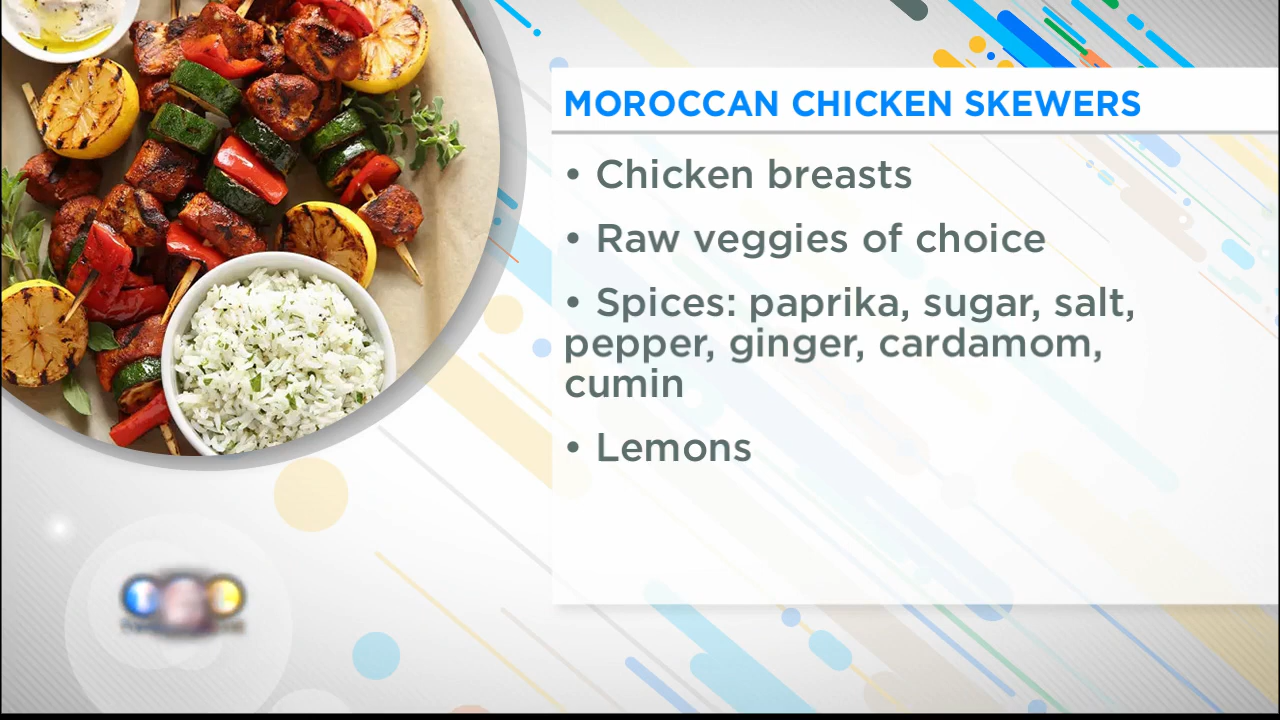 MOROCCAN CHICKEN SKEWERS
• Chicken breasts
• Raw veggies of choice
• Spices: paprika, sugar, salt,
pepper, ginger, cardamom,
cumin
• Lemons